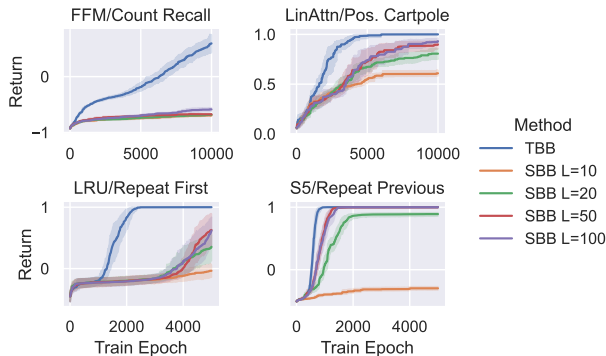 FFM/Count Recall
LinAttn/Pos. Cartpole
Return
0
−1
0
5000
10000
1.0
0.5
0.0
0
5000
10000
LRU/Repeat First
S5/Repeat Previous
Return
1
0
0
2000
4000
Train Epoch
1
0
0
2000
4000
Train Epoch
Method
TBB
SBB L=10
SBB L=20
SBB L=50
SBB L=100